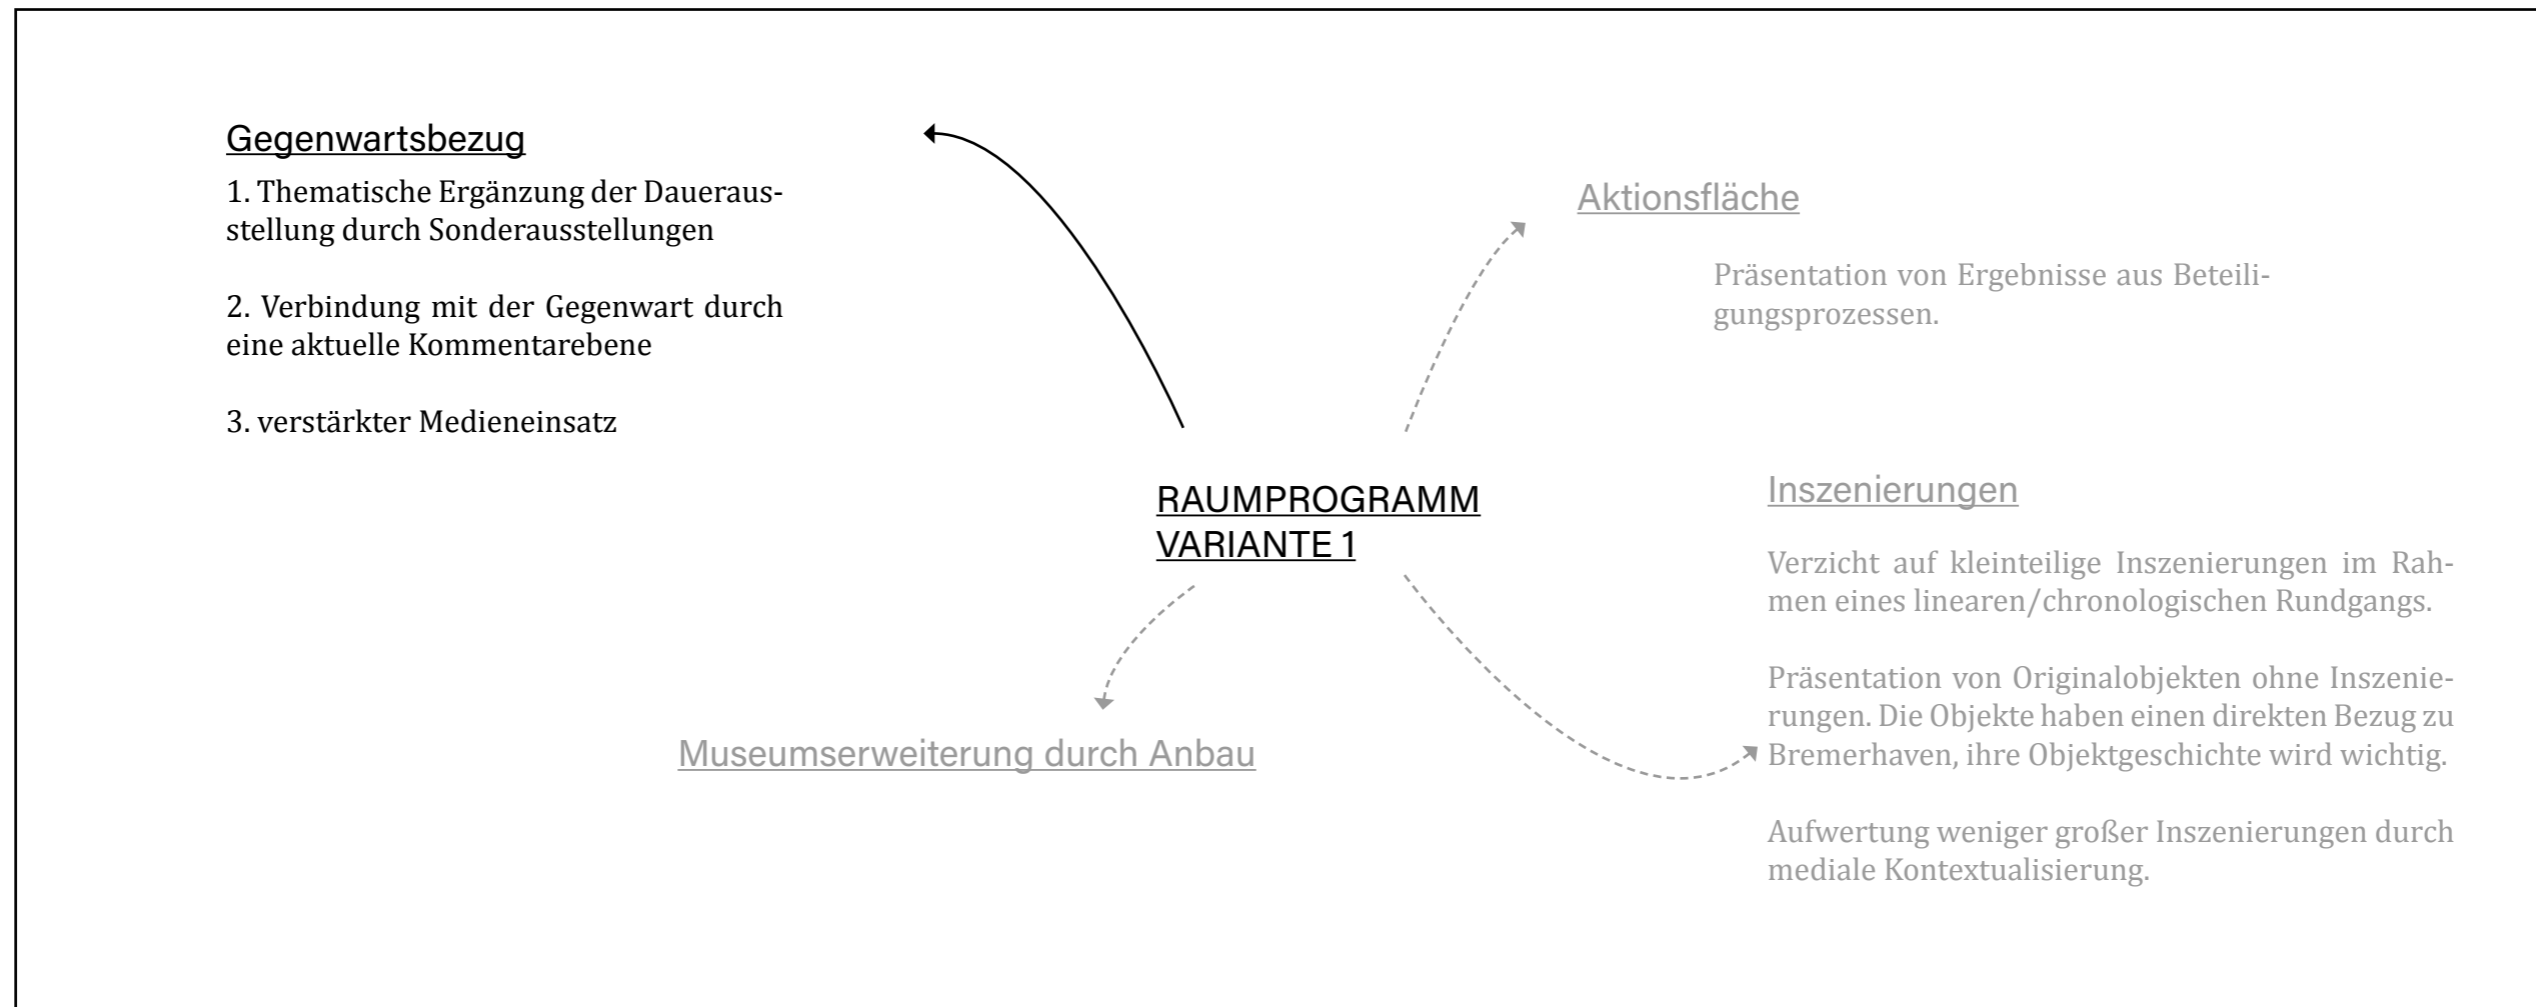 Gegenwartsbezug
1. Thematische Ergänzung der Daueraus-
stellung durch Sonderausstellungen
2. Verbindung mit der Gegenwart durch
eine aktuelle Kommentarebene
3. verstärkter Medieneinsatz
Aktionsfläche
Präsentation von Ergebnisse aus Beteili-
gungsprozessen.
RAUMPROGRAMM
VARIANTE 1
Inszenierungen
Verzicht auf kleinteilige Inszenierungen im Rah-
men eines linearen/chronologischen Rundgangs.
Präsentation von Originalobjekten ohne Inszenie-
rungen. Die Objekte haben einen direkten Bezug zu
Bremerhaven, ihre Objektgeschichte wird wichtig.
Aufwertung weniger großer Inszenierungen durch
mediale Kontextualisierung.
Museumserweiterung durch Anbau